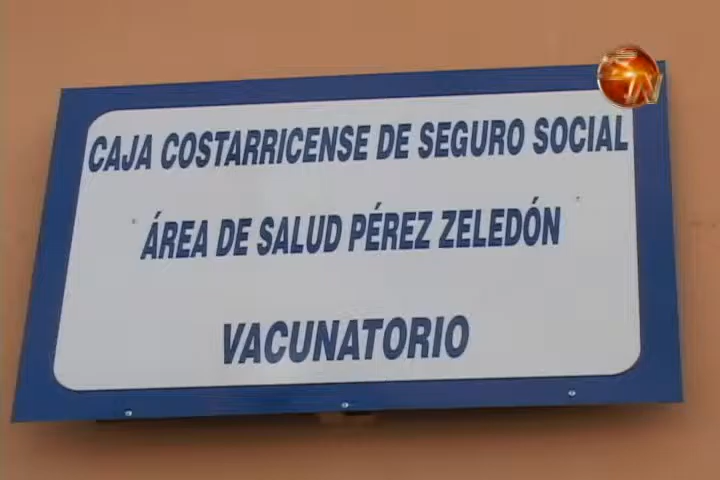 CAJA COSTARRICENSE DE SEGURO SOCIAL
ÁREA DE SALUD PÉREZ ZELEDÓN
VACUNATORIO